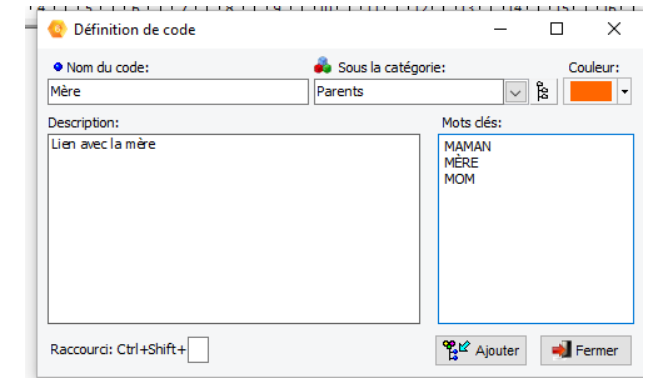 Définition de code
Nom du code: Sous la catégorie: Couleur:
Mère Parents
Description: Mots clés:
Lien avec la mère
MAMAN
MÈRE
MOM
Raccourci: Ctrl+Shift+ Ajouter Fermer